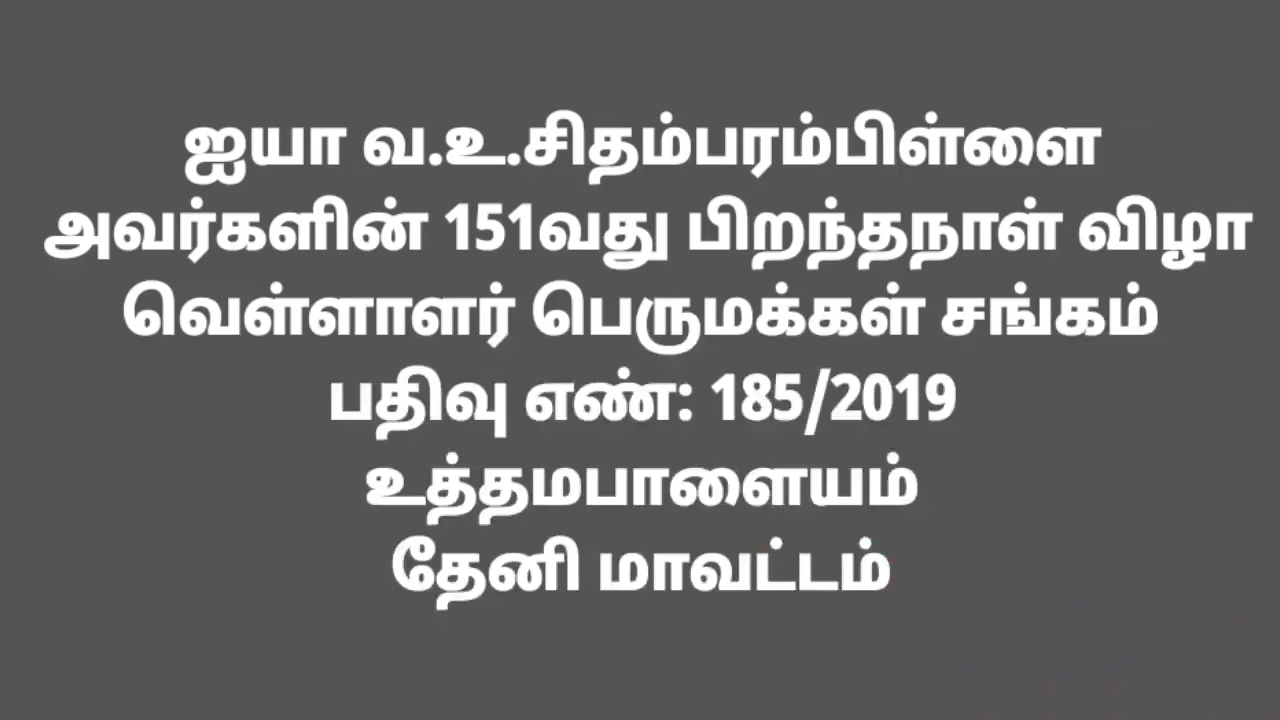 ஐயா வ.உ.சிதம்பரம்பிள்ளை
அவர்களின் 151வது பிறந்தநாள் விழா
வெள்ளாளர் பெருமக்கள் சங்கம்
பதிவு எண்: 185/2019
உத்தமபாளையம்
தேனி மாவட்டம்